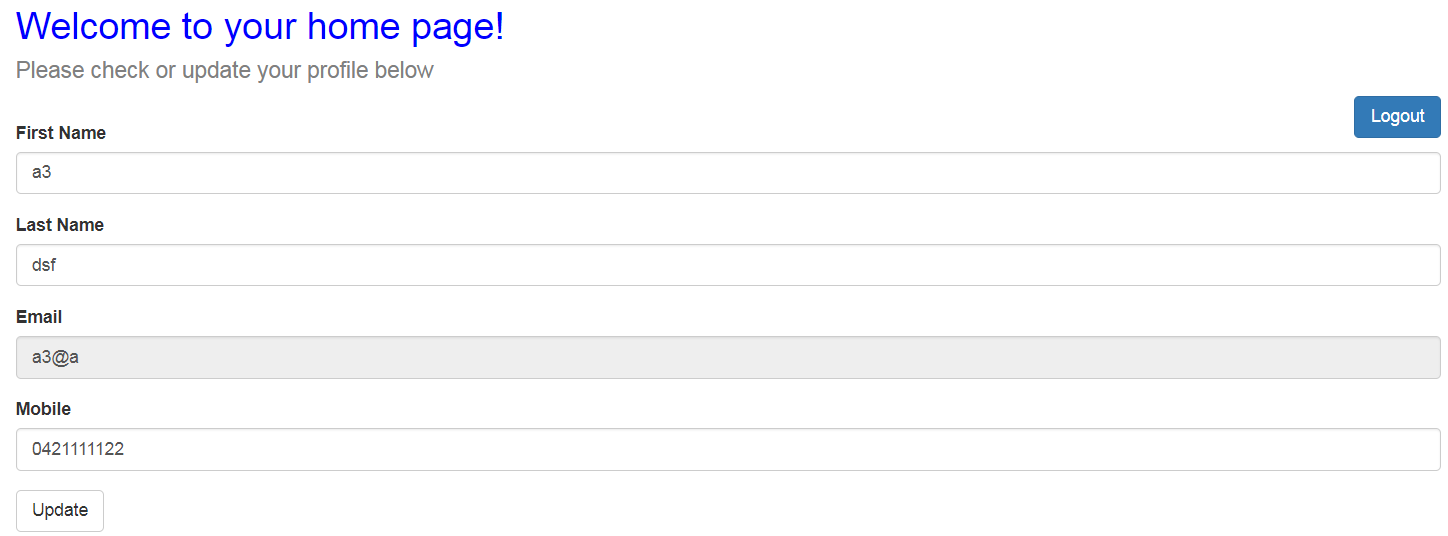 Welcome to your home page!
Please check or update your profile below
Logout
First Name
a3
Last Name
dsf
Email
a3@a
Mobile
0421111122
Update